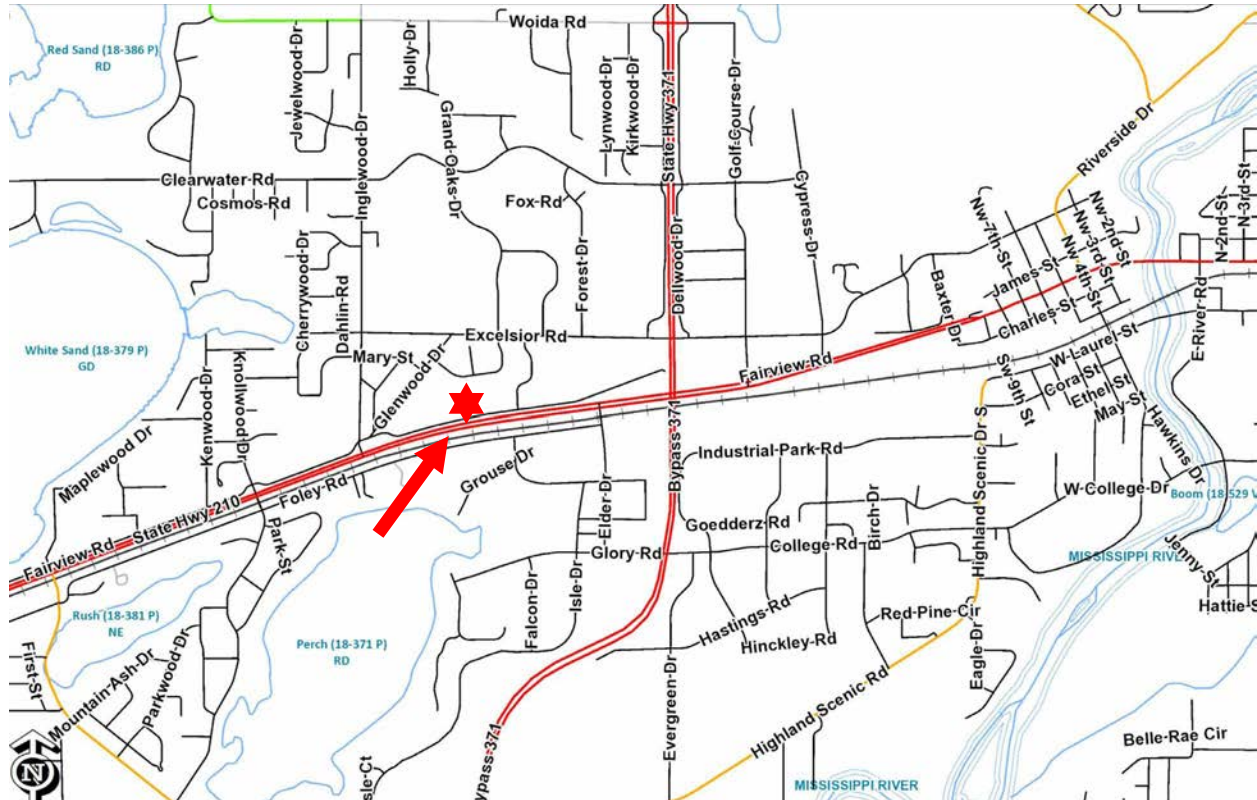 Woida Rd
Red Sand (18-386 P)
RD
Jewelwood-Dr
Holly-Dr
Inglewood-Dr
Grand-Oaks-Dr
Lynwood-Dr
Kirkwood-Dr
State-Hwy-371
Golf-Course-Dr
Riverside Dr
Clearwater-Rd
Cosmos-Rd
Fox-Rd
Cypress-Dr
N-2nd-St
N-3rd-St
Nw-7th-St
Nw-2nd-St
Nw-3rd-St
Nw-4th-St
Cherrywood-Dr
Dahlin-Rd
Forest-Dr
Dellwood-Dr
Baxter Dr
James-St
Charles-St
E-River-Rd
Excelsior Rd
White Sand (18-379 P)
GD
Mary-St
Glenwood-Dr
Knollwood-Dr
Kenwood-Dr
Fairview-Rd
W-Laurel-St
Sw-9th St
Cora-St
Ethel-St
May-St
Hawkins Dr
Maplewood Dr
Bypass-371
Industrial-Park-Rd
Highland-Scenic-Dr S
Grouse-Dr
Foley-Rd
State-Hwy-210
Fairview-Rd
Park-St
Elder-Dr
Goedderz-Rd
Birch-Dr
W-College-Dr
Boom (18-529 W
Glory-Rd
College-Rd
MISSISSIPPI RIVE
Jenny-St
Hattie-S
Falcon-Dr
Isle-Dr
Hastings-Rd
Hinckley-Rd
Red-Pine-Cir
Rush (18-381 P)
NE
Perch (18-371 P)
RD
First-St
Mountain-Ash-Dr
Parkwood-Dr
Eagle-Dr
Evergreen-Dr
Highland Scenic-Rd
Belle-Rae Cir
sle-Ct
ypass-371
MISSISSIPPI RIVER
N